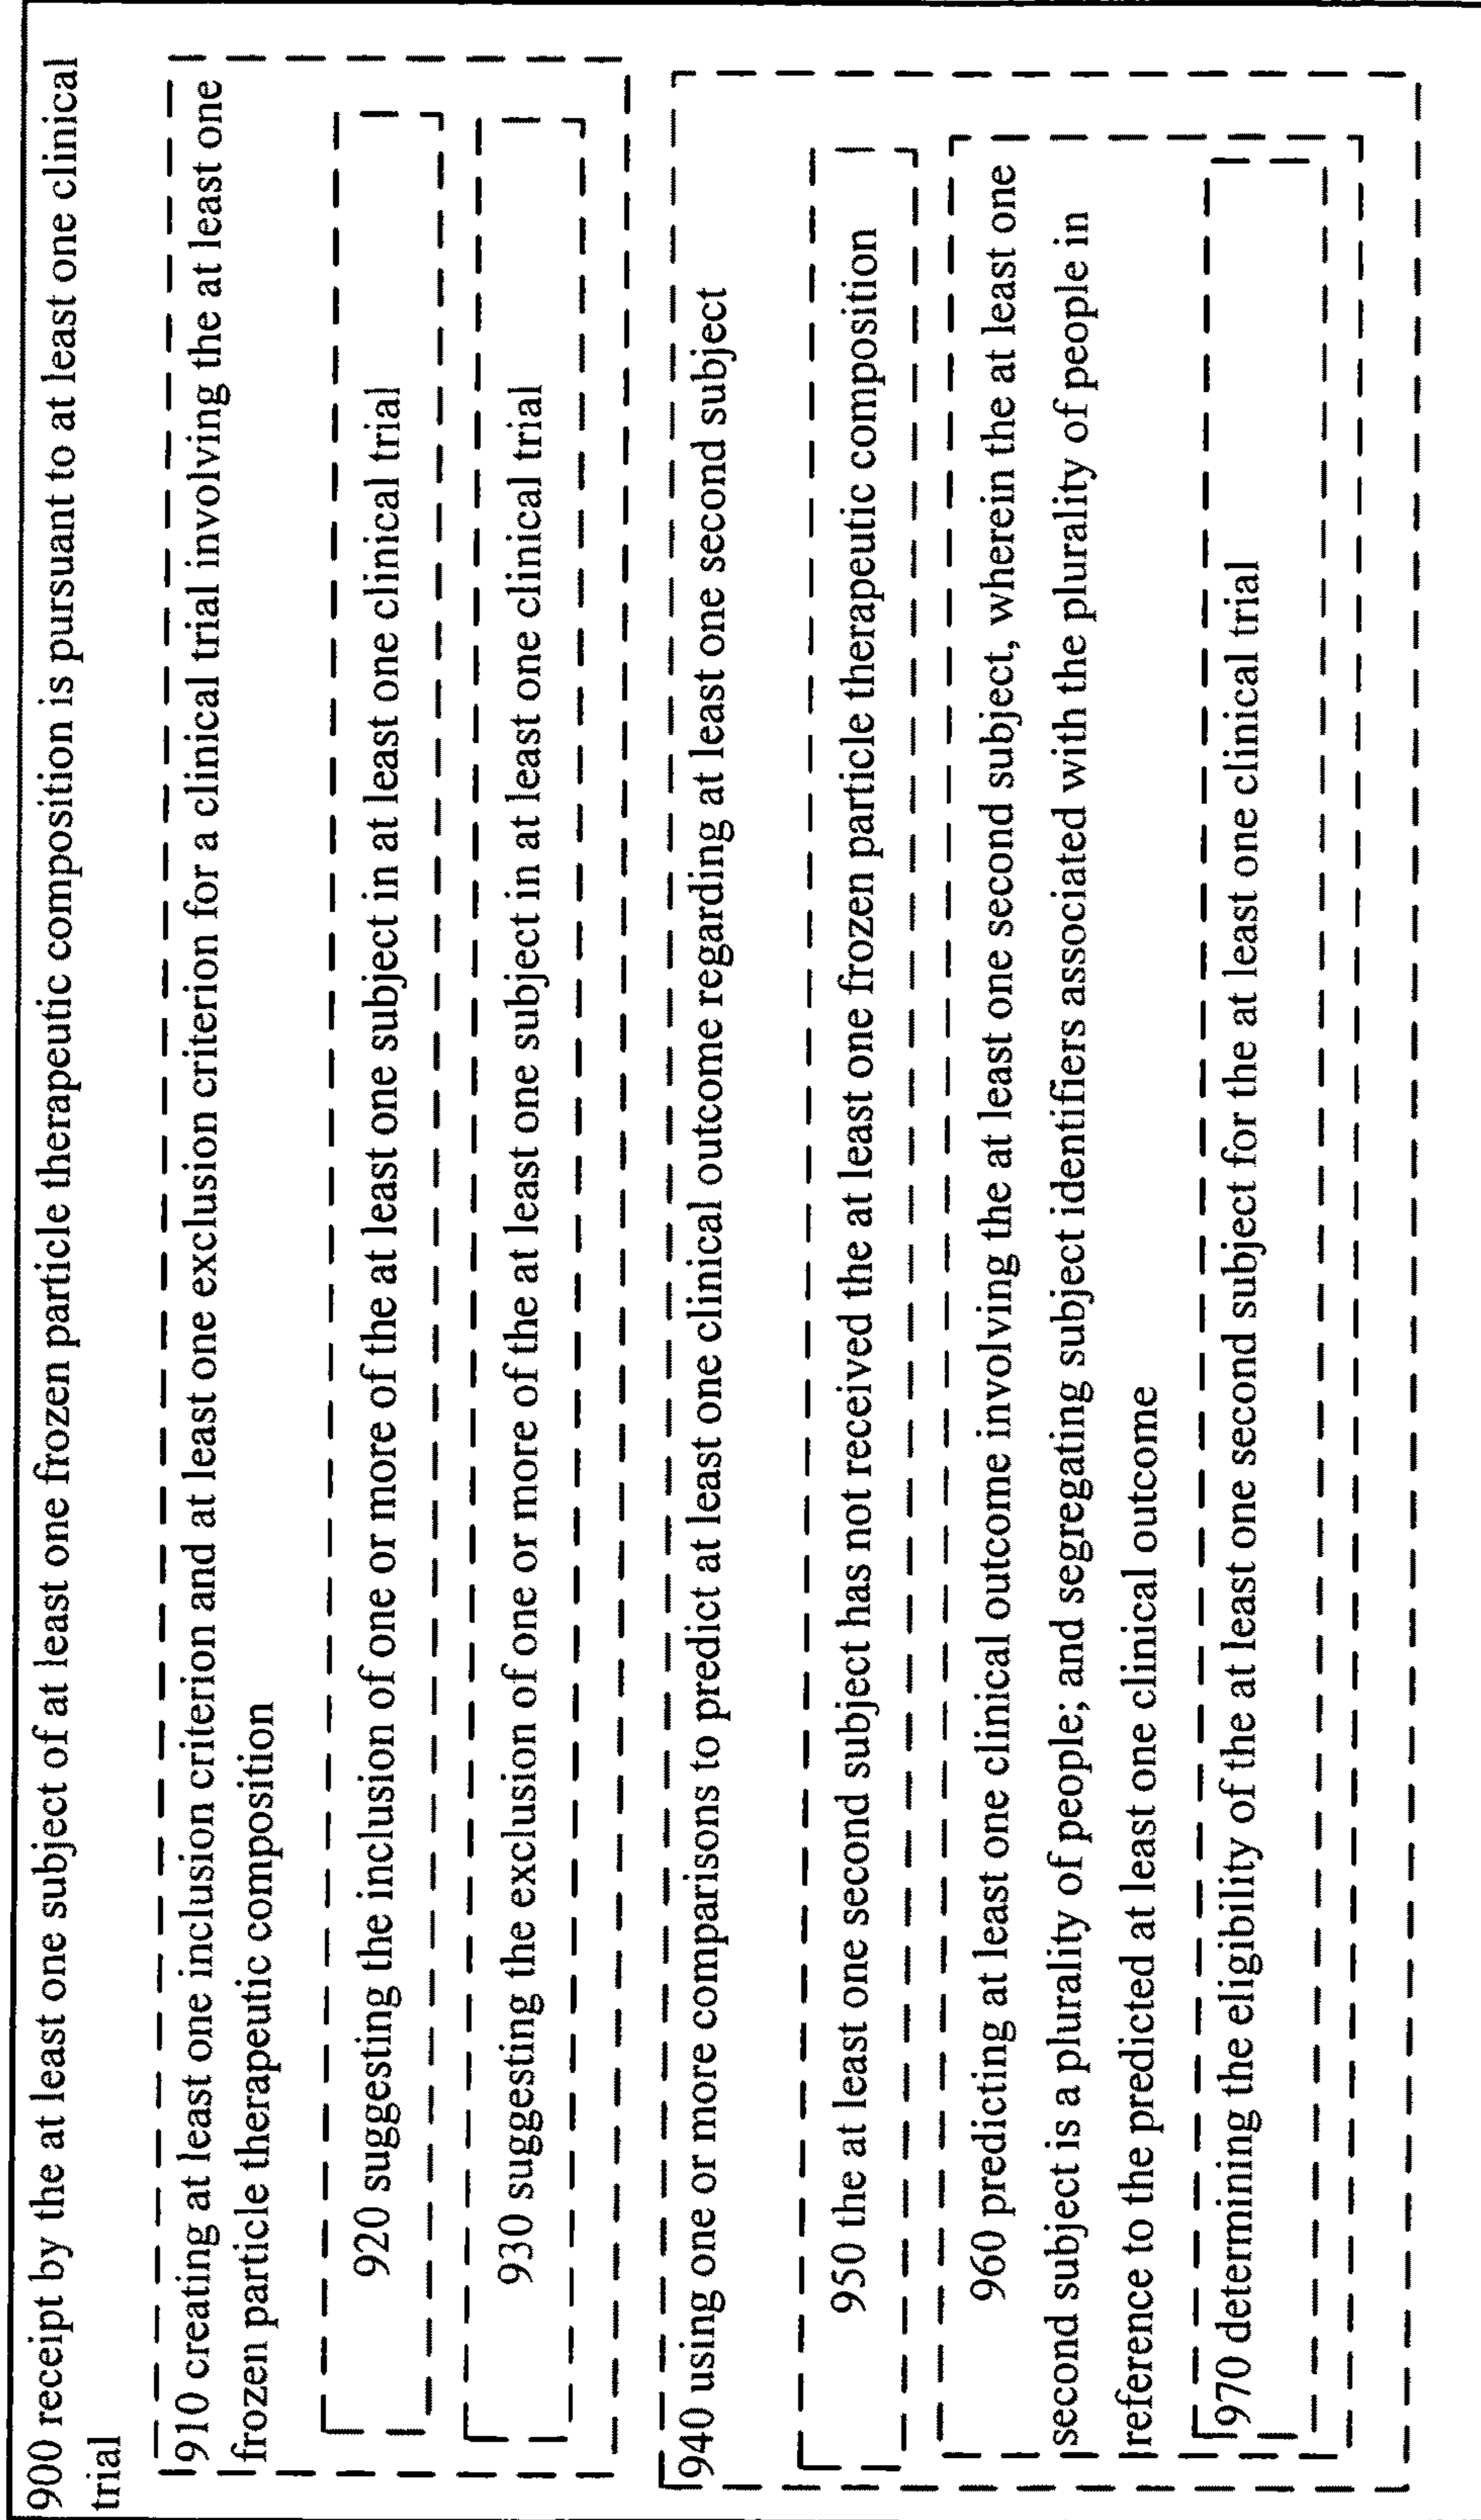 900 receipt by the at least one subject of at least one frozen particle therapeutic composition is pursuant to at least one clinical
trial
910 creating at least one inclusion criterion and at least one exclusion criterion for a clinical trial involving the at least one
frozen particle therapeutic composition
920 suggesting the inclusion of one or more of the at least one subject in at least one clinical trial
930 suggesting the exclusion of one or more of the at least one subject in at least one clinical trial
940 using one or more comparisons to predict at least one clinical outcome regarding at least one second subject
950 the at least one second subject has not received the at least one frozen particle therapeutic composition
960 predicting at least one clinical outcome involving the at least one second subject, wherein the at least one
second subject is a plurality of people; and segregating subject identifiers associated with the plurality of people in
reference to the predicted at least one clinical outcome
970 determining the eligibility of the at least one second subject for the at least one clinical trial